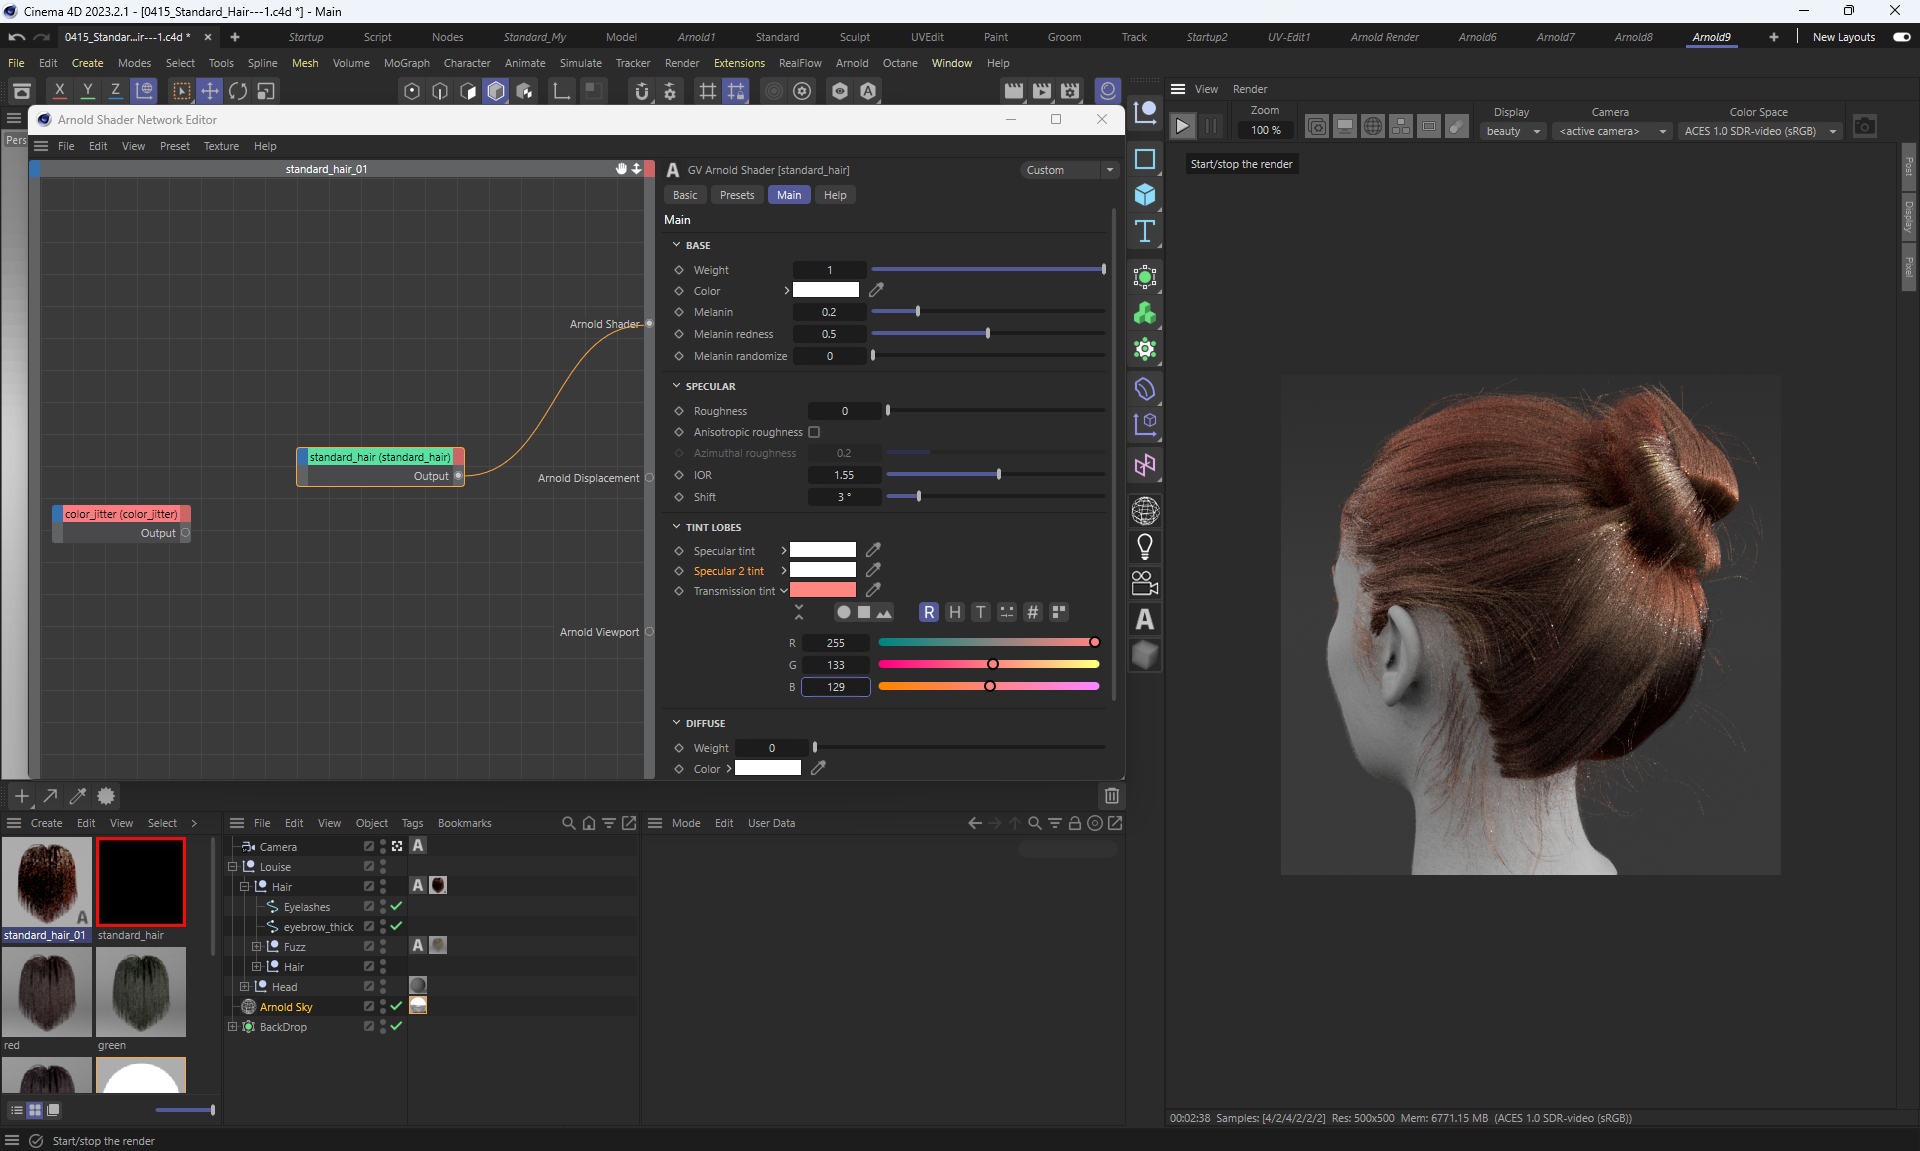 Cinema 4D 2023.2.1 - [0415_Standard_Hair---1.c4d *] - Main
0415_Standar...ir---1.c4d *
Startup Script Nodes Standard_My Model Arnold1 Standard Sculpt UVEdit Paint Groom Track Startup2 UV-Edit1 Arnold Render Arnold6 Arnold7 Arnold8 Arnold9 New Layouts
File Edit Create Modes Select Tools Spline Mesh Volume MoGraph Character Animate Simulate Tracker Render Extensions RealFlow Arnold Octane Window Help
X Y Z
View Render
Zoom Display Camera Color Space
100 % beauty <active camera> ACES 1.0 SDR-video (sRGB)
Start/stop the render
Post
Display
Pixel
Pers
Arnold Shader Network Editor
File Edit View Preset Texture Help
standard_hair_01
Arnold Shader
standard_hair (standard_hair)
Output
Arnold Displacement
color_jitter (color_jitter)
Output
Arnold Viewport
A GV Arnold Shader [standard_hair] Custom
Basic Presets Main Help
Main
BASE
Weight 1
Color
Melanin 0.2
Melanin redness 0.5
Melanin randomize 0
SPECULAR
Roughness 0
Anisotropic roughness
Azimuthal roughness 0.2
IOR 1.55
Shift 3 °
TINT LOBES
Specular tint
Specular 2 tint
Transmission tint
R H T #
R 255
G 133
B 129
DIFFUSE
Weight 0
Color
T
A
Create Edit View Select
standard_hair_01 standard_hair
red green
File Edit View Object Tags Bookmarks
Camera A
Louise
Hair A
Eyelashes
eyebrow_thick
Fuzz A
Hair
Head
Arnold Sky
BackDrop
Mode Edit User Data
00:02:38 Samples: [4/2/4/2/2/2] Res: 500x500 Mem: 6771.15 MB (ACES 1.0 SDR-video (sRGB))
Start/stop the render